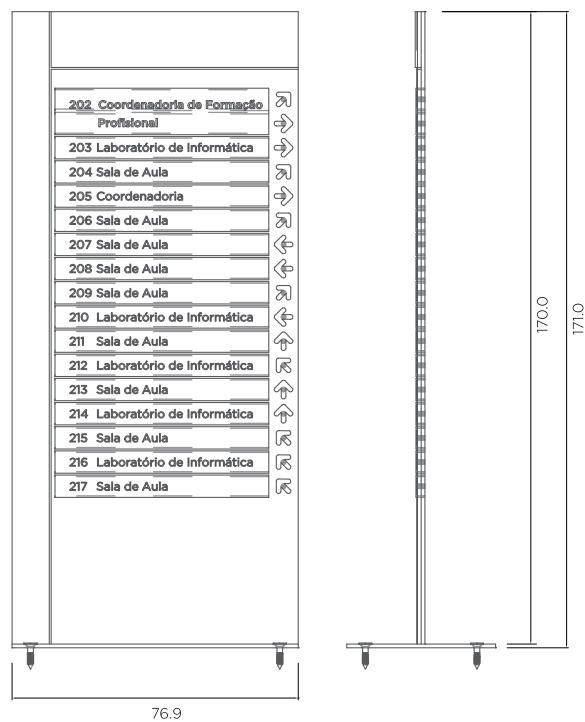 202 Coordenadoria de Formação
Profisional
203 Laboratório de Informática
204 Sala de Aula
205 Coordenadoria
206 Sala de Aula
207 Sala de Aula
208 Sala de Aula
209 Sala de Aula
210 Laboratório de Informática
211 Sala de Aula
212 Laboratório de Informática
213 Sala de Aula
214 Laboratório de Informática
215 Sala de Aula
216 Laboratório de Informática
217 Sala de Aula
170.0
171.0
76.9